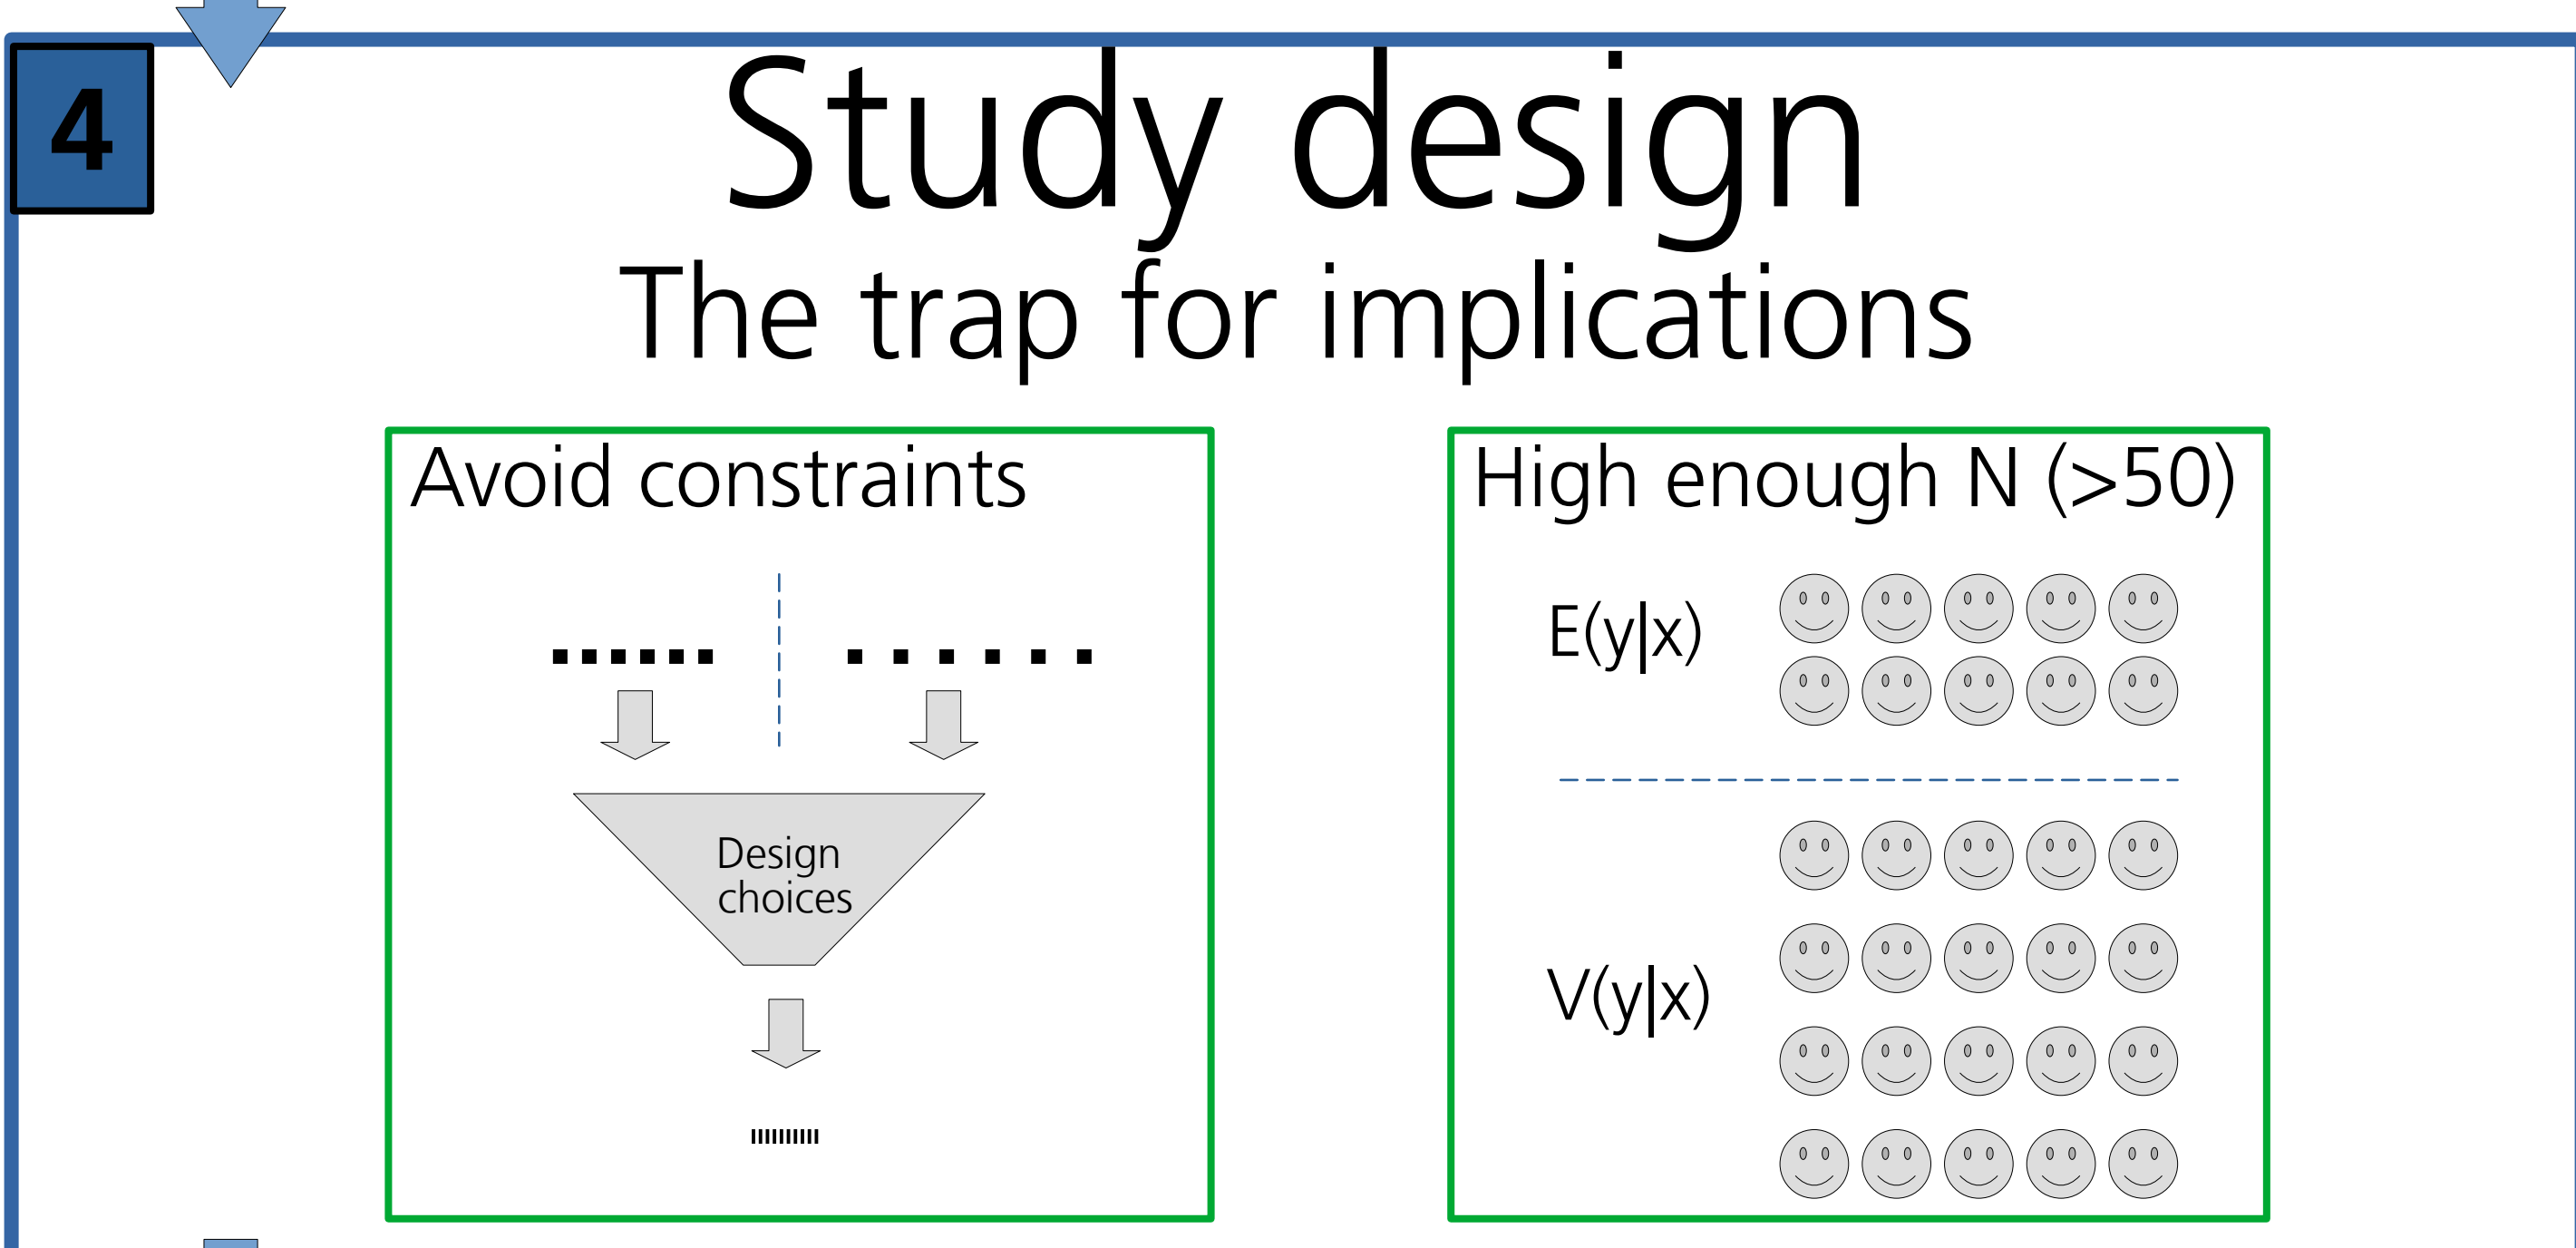 4
Study design
The trap for implications
Avoid constraints
Design
choices
High enough N (>50)
E(y|x)
V(y|x)